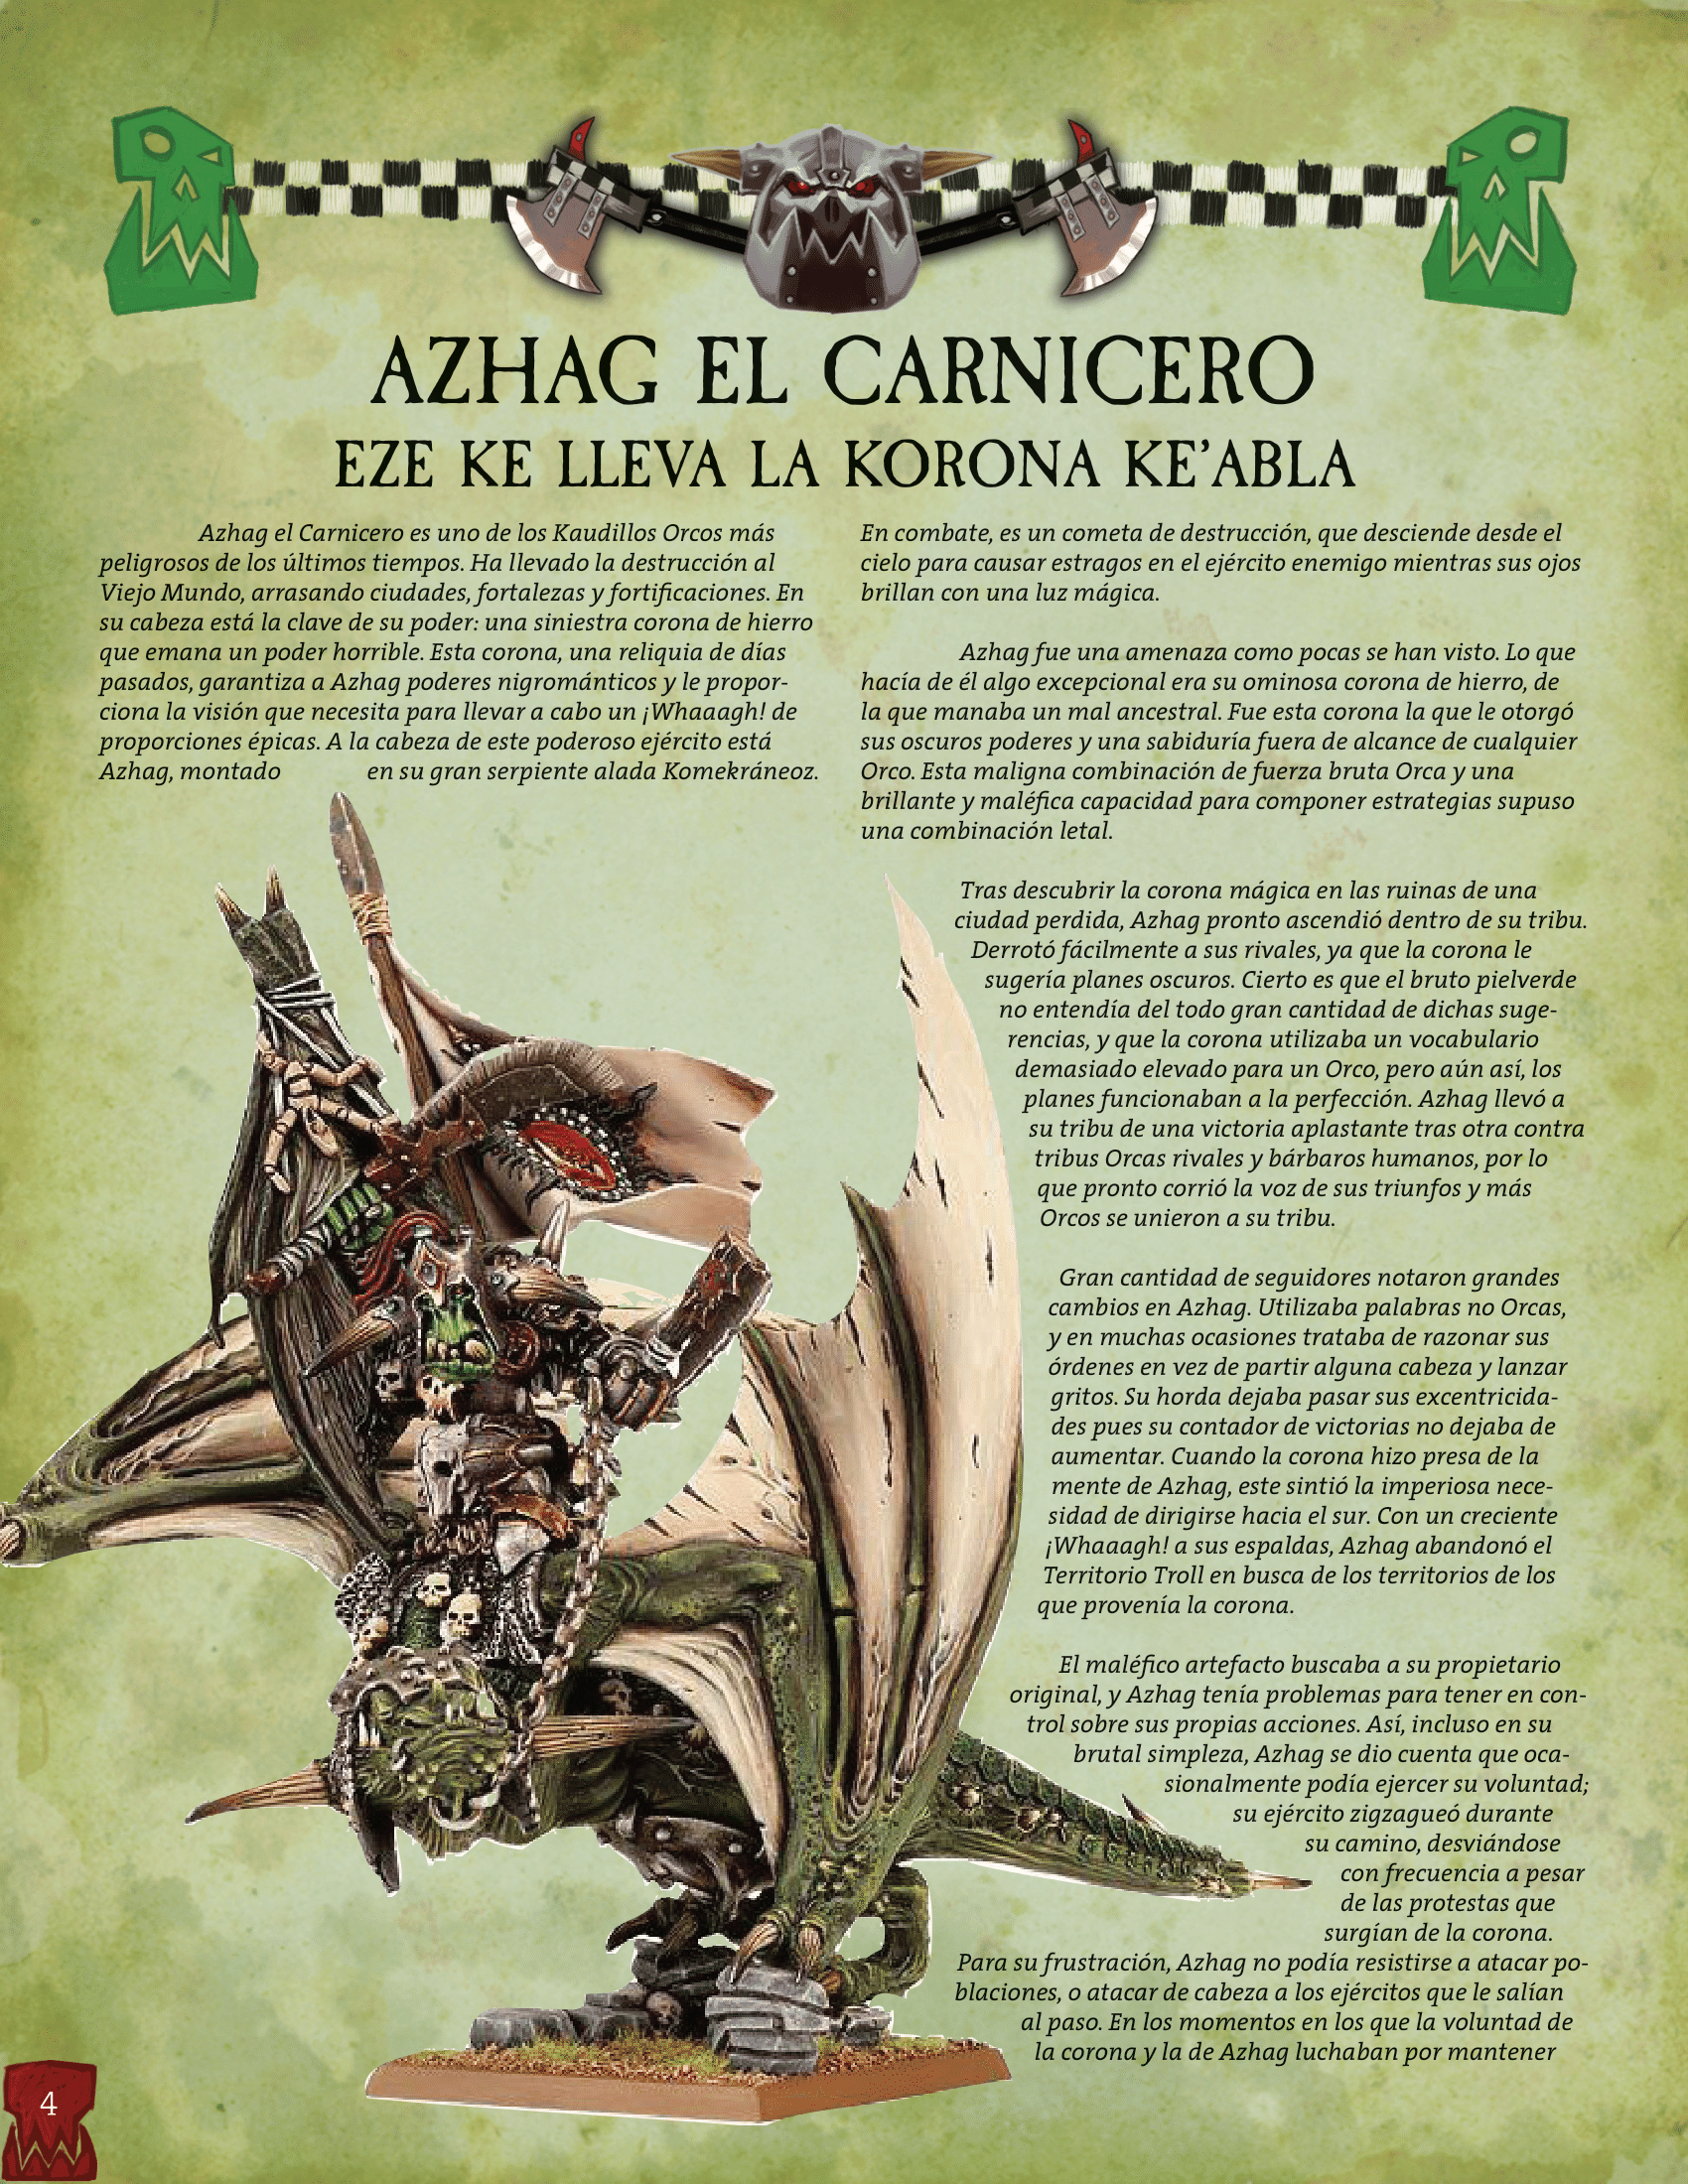 AZHAG EL CARNICERO
EZE KE LLEVA LA KORONA KE'ABLA
Azhag el Carnicero es uno de los Kaudillos Orcos más
peligrosos de los últimos tiempos. Ha llevado la destrucción al
Viejo Mundo, arrasando ciudades, fortalezas y fortificaciones. En
su cabeza está la clave de su poder: una siniestra corona de hierro
que emana un poder horrible. Esta corona, una reliquia de días
pasados, garantiza a Azhag poderes nigrománticos y le propor-
ciona la visión que necesita para llevar a cabo un ¡Whaaagh! de
proporciones épicas. A la cabeza de este poderoso ejército está
Azhag, montado en su gran serpiente alada Komekráneoz.
En combate, es un cometa de destrucción, que desciende desde el
cielo para causar estragos en el ejército enemigo mientras sus ojos
brillan con una luz mágica.
Azhag fue una amenaza como pocas se han visto. Lo que
hacía de él algo excepcional era su ominosa corona de hierro, de
la que manaba un mal ancestral. Fue esta corona la que le otorgó
sus oscuros poderes y una sabiduría fuera de alcance de cualquier
Orco. Esta maligna combinación de fuerza bruta Orca y una
brillante y maléfica capacidad para componer estrategias supuso
una combinación letal.
Tras descubrir la corona mágica en las ruinas de una
ciudad perdida, Azhag pronto ascendió dentro de su tribu.
Derrotó fácilmente a sus rivales, ya que la corona le
sugería planes oscuros. Cierto es que el bruto pielverde
no entendía del todo gran cantidad de dichas suge-
rencias, y que la corona utilizaba un vocabulario
demasiado elevado para un Orco, pero aún así, los
planes funcionaban a la perfección. Azhag llevó a
su tribu de una victoria aplastante tras otra contra
tribus Orcas rivales y bárbaros humanos, por lo
que pronto corrió la voz de sus triunfos y más
Orcos se unieron a su tribu.
Gran cantidad de seguidores notaron grandes
cambios en Azhag. Utilizaba palabras no Orcas,
y en muchas ocasiones trataba de razonar sus
órdenes en vez de partir alguna cabeza y lanzar
gritos. Su horda dejaba pasar sus excentricida-
des pues su contador de victorias no dejaba de
aumentar. Cuando la corona hizo presa de la
mente de Azhag, este sintió la imperiosa nece-
sidad de dirigirse hacia el sur. Con un creciente
¡Whaaagh! a sus espaldas, Azhag abandonó el
Territorio Troll en busca de los territorios de los
que provenía la corona.
El maléfico artefacto buscaba a su propietario
original, y Azhag tenía problemas para tener en con-
trol sobre sus propias acciones. Así, incluso en su
brutal simpleza, Azhag se dio cuenta que oca-
sionalmente podía ejercer su voluntad;
su ejército zigzagueó durante
su camino, desviándose
con frecuencia a pesar
de las protestas que
surgían de la corona.
Para su frustración, Azhag no podía resistirse a atacar po-
blaciones, o atacar de cabeza a los ejércitos que le salían
al paso. En los momentos en los que la voluntad de
la corona y la de Azhag luchaban por mantener
4